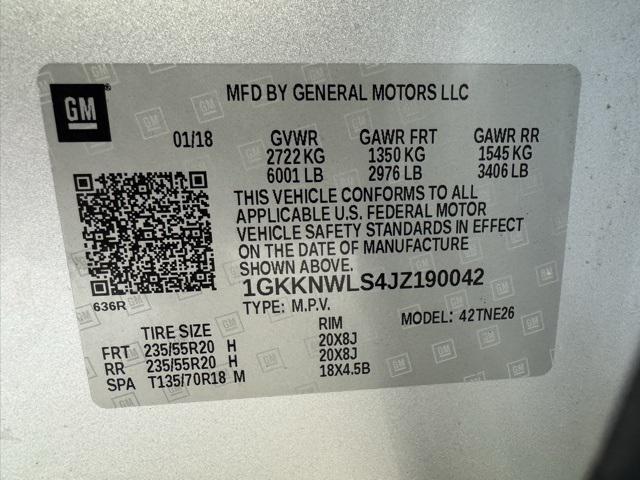 GM
MFD BY GENERAL MOTORS LLC
01/18 GVWR GAWR FRT GAWR RR
2722 KG 1350 KG 1545 KG
6001 LB 2976 LB 3406 LB
THIS VEHICLE CONFORMS TO ALL
APPLICABLE U.S. FEDERAL MOTOR
VEHICLE SAFETY STANDARDS IN EFFECT
ON THE DATE OF MANUFACTURE
SHOWN ABOVE.
1GKKNWLS4JZ190042
636R
TYPE: M.P.V. MODEL: 42TNE26
TIRE SIZE RIM
FRT 235/55R20 H 20X8J
RR 235/55R20 H 20X8J
SPA T135/70R18 M 18X4.5B